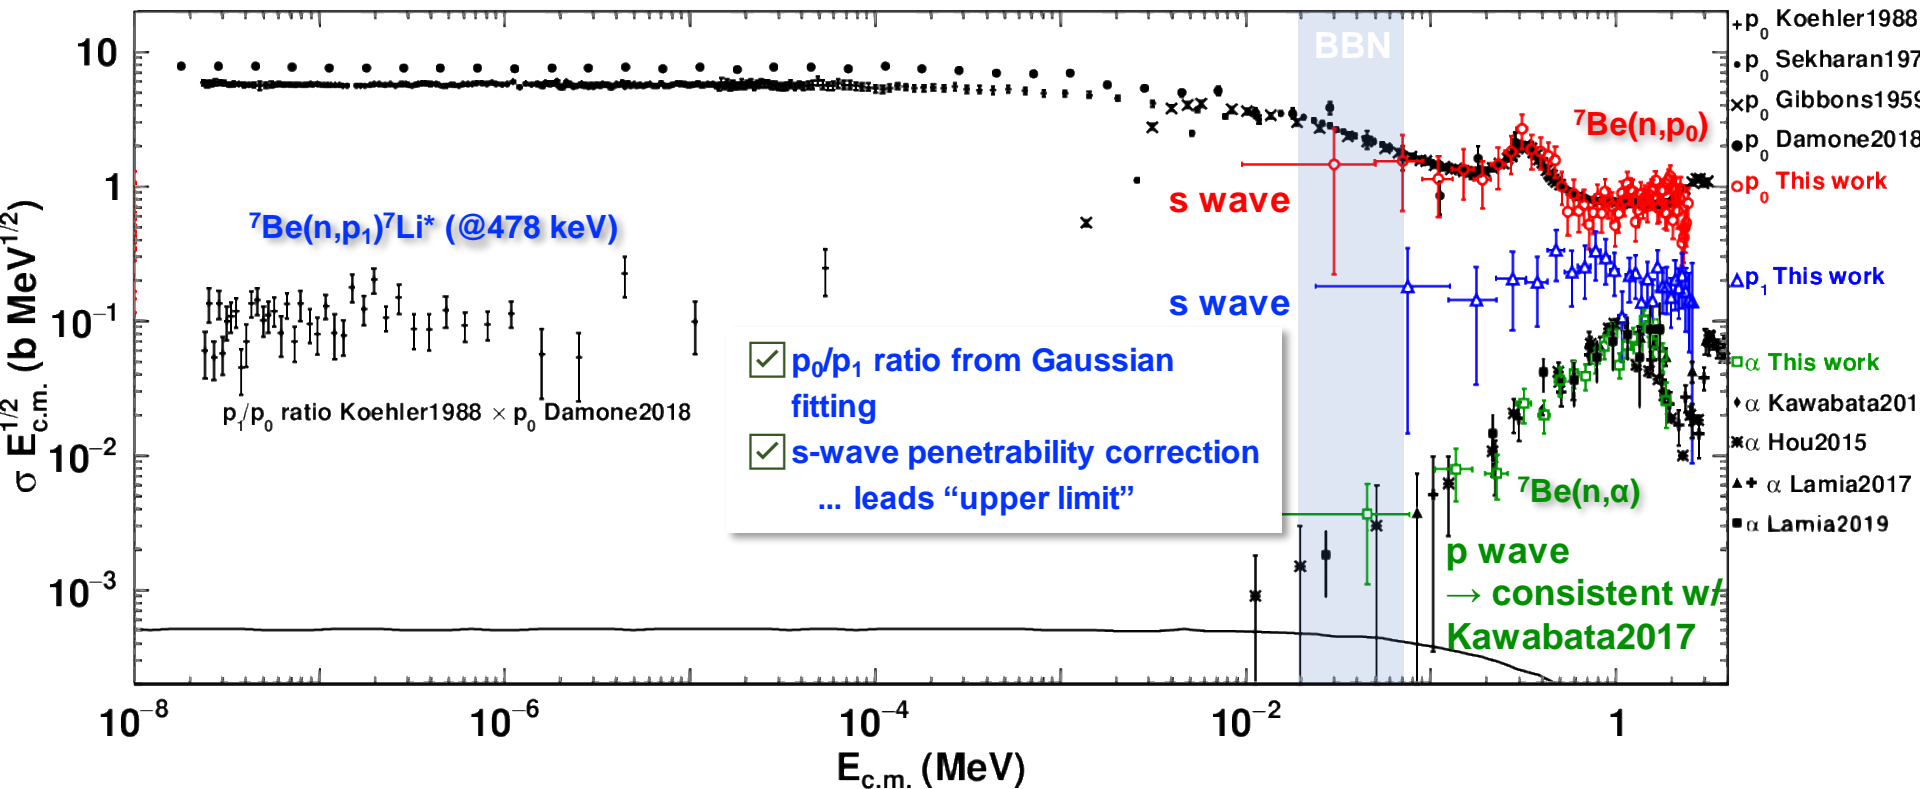 BBN
10
1
10⁻¹
10⁻²
10⁻³
σ E_c.m.^1/2 (b MeV^1/2)
⁷Be(n,p₀)
s wave
⁷Be(n,p₁)⁷Li* (@478 keV)
s wave
p₁/p₀ ratio Koehler1988 × p₀ Damone2018
p₀/p₁ ratio from Gaussian
fitting
s-wave penetrability correction
... leads “upper limit”
⁷Be(n,α)
p wave
→ consistent w/
Kawabata2017
p₀ Koehler1988
p₀ Sekharan197
p₀ Gibbons1959
p₀ Damone2018
p₀ This work
p₁ This work
α This work
α Kawabata201
α Hou2015
α Lamia2017
α Lamia2019
10⁻⁸
10⁻⁶
10⁻⁴
10⁻²
1
E_c.m. (MeV)